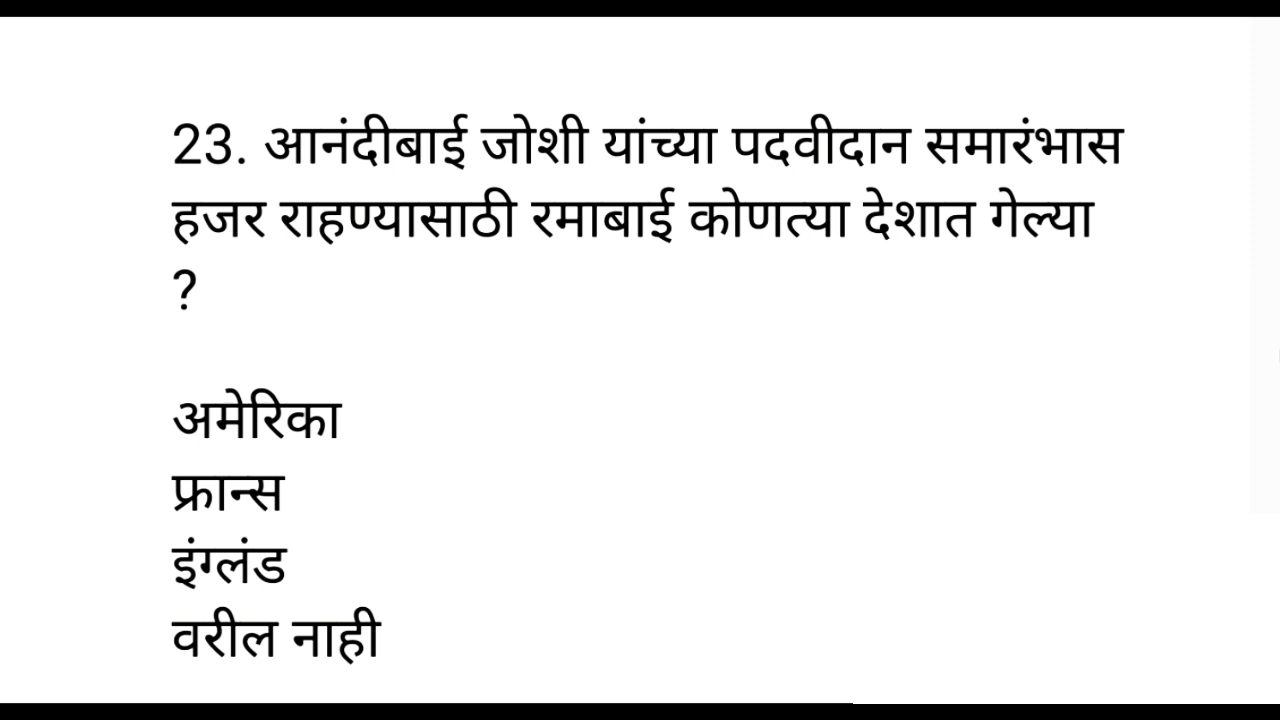 23. आनंदीबाई जोशी यांच्या पदवीदान समारंभास
हजर राहण्यासाठी रमाबाई कोणत्या देशात गेल्या
?
अमेरिका
फ्रान्स
इंग्लंड
वरील नाही